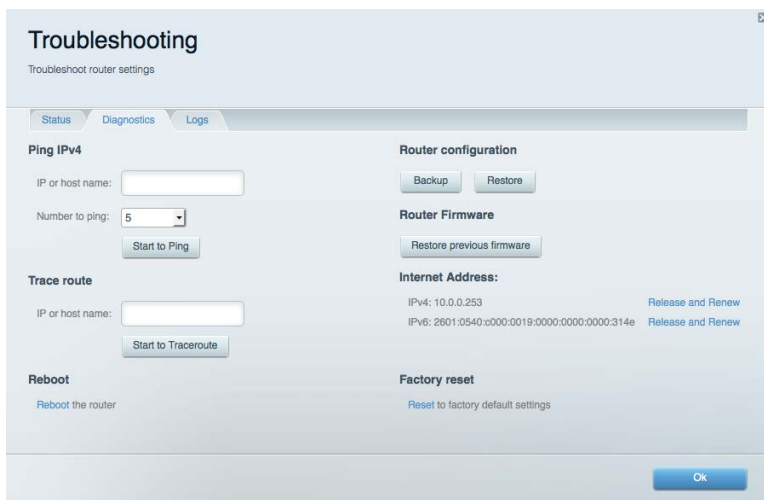 Troubleshooting
Troubleshoot router settings
Status
Diagnostics
Logs
Ping IPv4
IP or host name:
Number to ping: 5
Start to Ping
Trace route
IP or host name:
Start to Traceroute
Reboot
Reboot the router
Router configuration
Backup
Restore
Router Firmware
Restore previous firmware
Internet Address:
IPv4: 10.0.0.253 Release and Renew
IPv6: 2601:0540:c000:0019:0000:0000:0000:314e Release and Renew
Factory reset
Reset to factory default settings
Ok